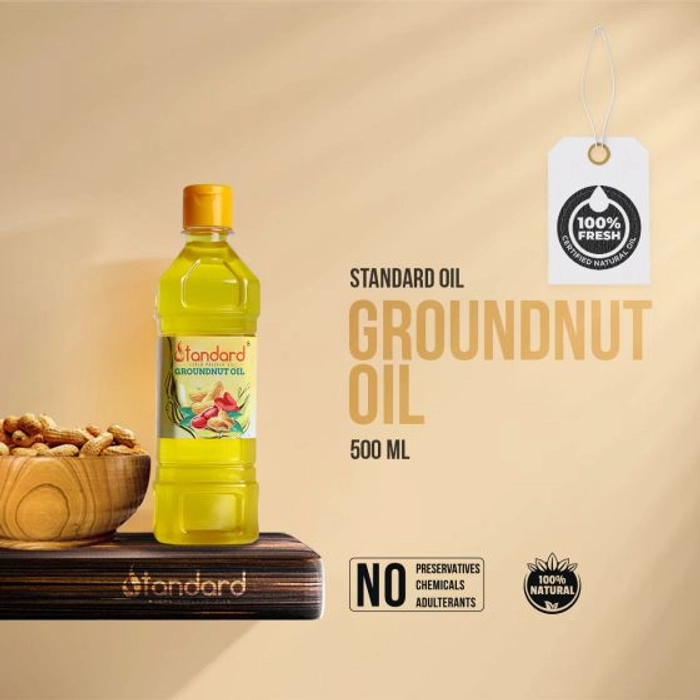 100%
FRESH
CERTIFIED NATURAL OIL
STANDARD OIL
GROUNDNUT
OIL
500 ML
Standard
GROUNDNUT OIL
Standard
NO
PRESERVATIVES
CHEMICALS
ADULTERANTS
100%
NATURAL